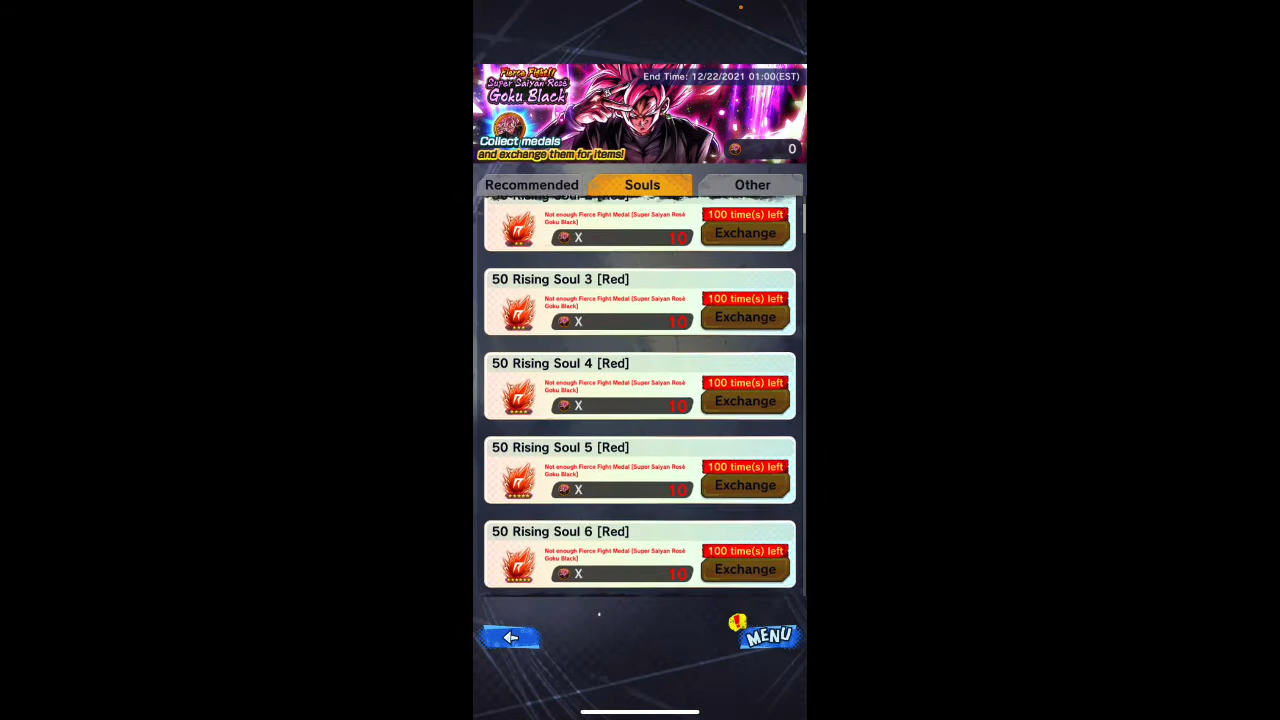 Fierce Fight!!
Super Saiyan Rosé
Goku Black
End Time: 12/22/2021 01:00(EST)
Collect medals
and exchange them for items!
0
Recommended
Souls
Other
50 Rising Soul 2 [Red]
Not enough Fierce Fight Medal [Super Saiyan Rosé
Goku Black]
X 10
100 time(s) left
Exchange
50 Rising Soul 3 [Red]
Not enough Fierce Fight Medal [Super Saiyan Rosé
Goku Black]
X 10
100 time(s) left
Exchange
50 Rising Soul 4 [Red]
Not enough Fierce Fight Medal [Super Saiyan Rosé
Goku Black]
X 10
100 time(s) left
Exchange
50 Rising Soul 5 [Red]
Not enough Fierce Fight Medal [Super Saiyan Rosé
Goku Black]
X 10
100 time(s) left
Exchange
50 Rising Soul 6 [Red]
Not enough Fierce Fight Medal [Super Saiyan Rosé
Goku Black]
X 10
100 time(s) left
Exchange
!
MENU